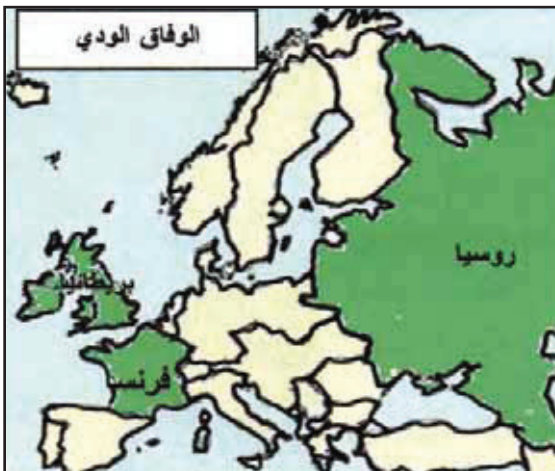 الوفاق الودي
روسيا
بريطانيا
فرنسا